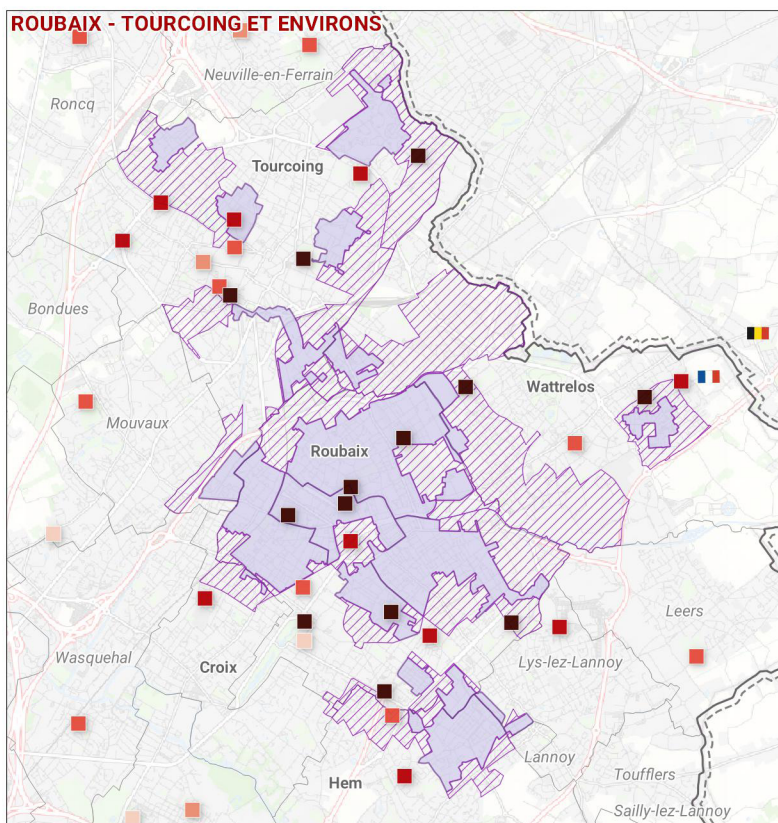 ROUBAIX - TOURCOING ET ENVIRONS
Neuville-en-Ferrain
Roncq
Tourcoing
Bondues
Wattrelos
Mouvaux
Roubaix
Leers
Wasquehal
Croix
Lys-lez-Lannoy
Lannoy
Toufflers
Hem
Sailly-lez-Lannoy